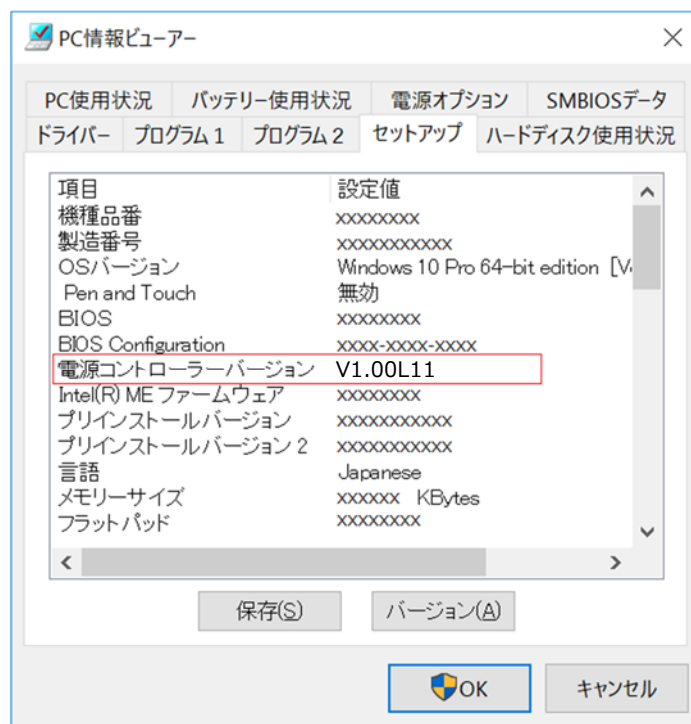 PC情報ビューアー
PC使用状況 バッテリー使用状況 電源オプション SMBIOSデータ
ドライバー プログラム1 プログラム2 セットアップ ハードディスク使用状況
項目 設定値
機種品番 xxxxxxxx
製造番号 xxxxxxxxxxx
OSバージョン Windows 10 Pro 64-bit edition [V
Pen and Touch 無効
BIOS xxxxxxxx
BIOS Configuration xxxx-xxxx-xxxx
電源コントローラーバージョン V1.00L11
Intel(R) ME ファームウェア xxxxxxxx
プリインストールバージョン xxxxxxxxxxx
プリインストールバージョン 2 xxxxxxxxxxx
言語 Japanese
メモリーサイズ xxxxxx KBytes
フラットパッド xxxxxxxx
保存(S) バージョン(A)
OK キャンセル